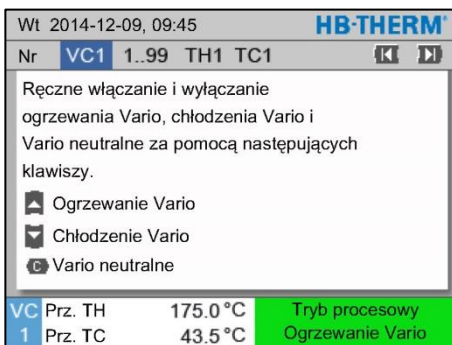 Wt 2014-12-09, 09:45 HB-THERM®
Nr VC1 1..99 TH1 TC1
Ręczne włączanie i wyłączanie
ogrzewania Vario, chłodzenia Vario i
Vario neutralne za pomocą następujących
klawiszy.
Ogrzewanie Vario
Chłodzenie Vario
C Vario neutralne
VC Prz. TH 175.0 °C Tryb procesowy
1 Prz. TC 43.5 °C Ogrzewanie Vario